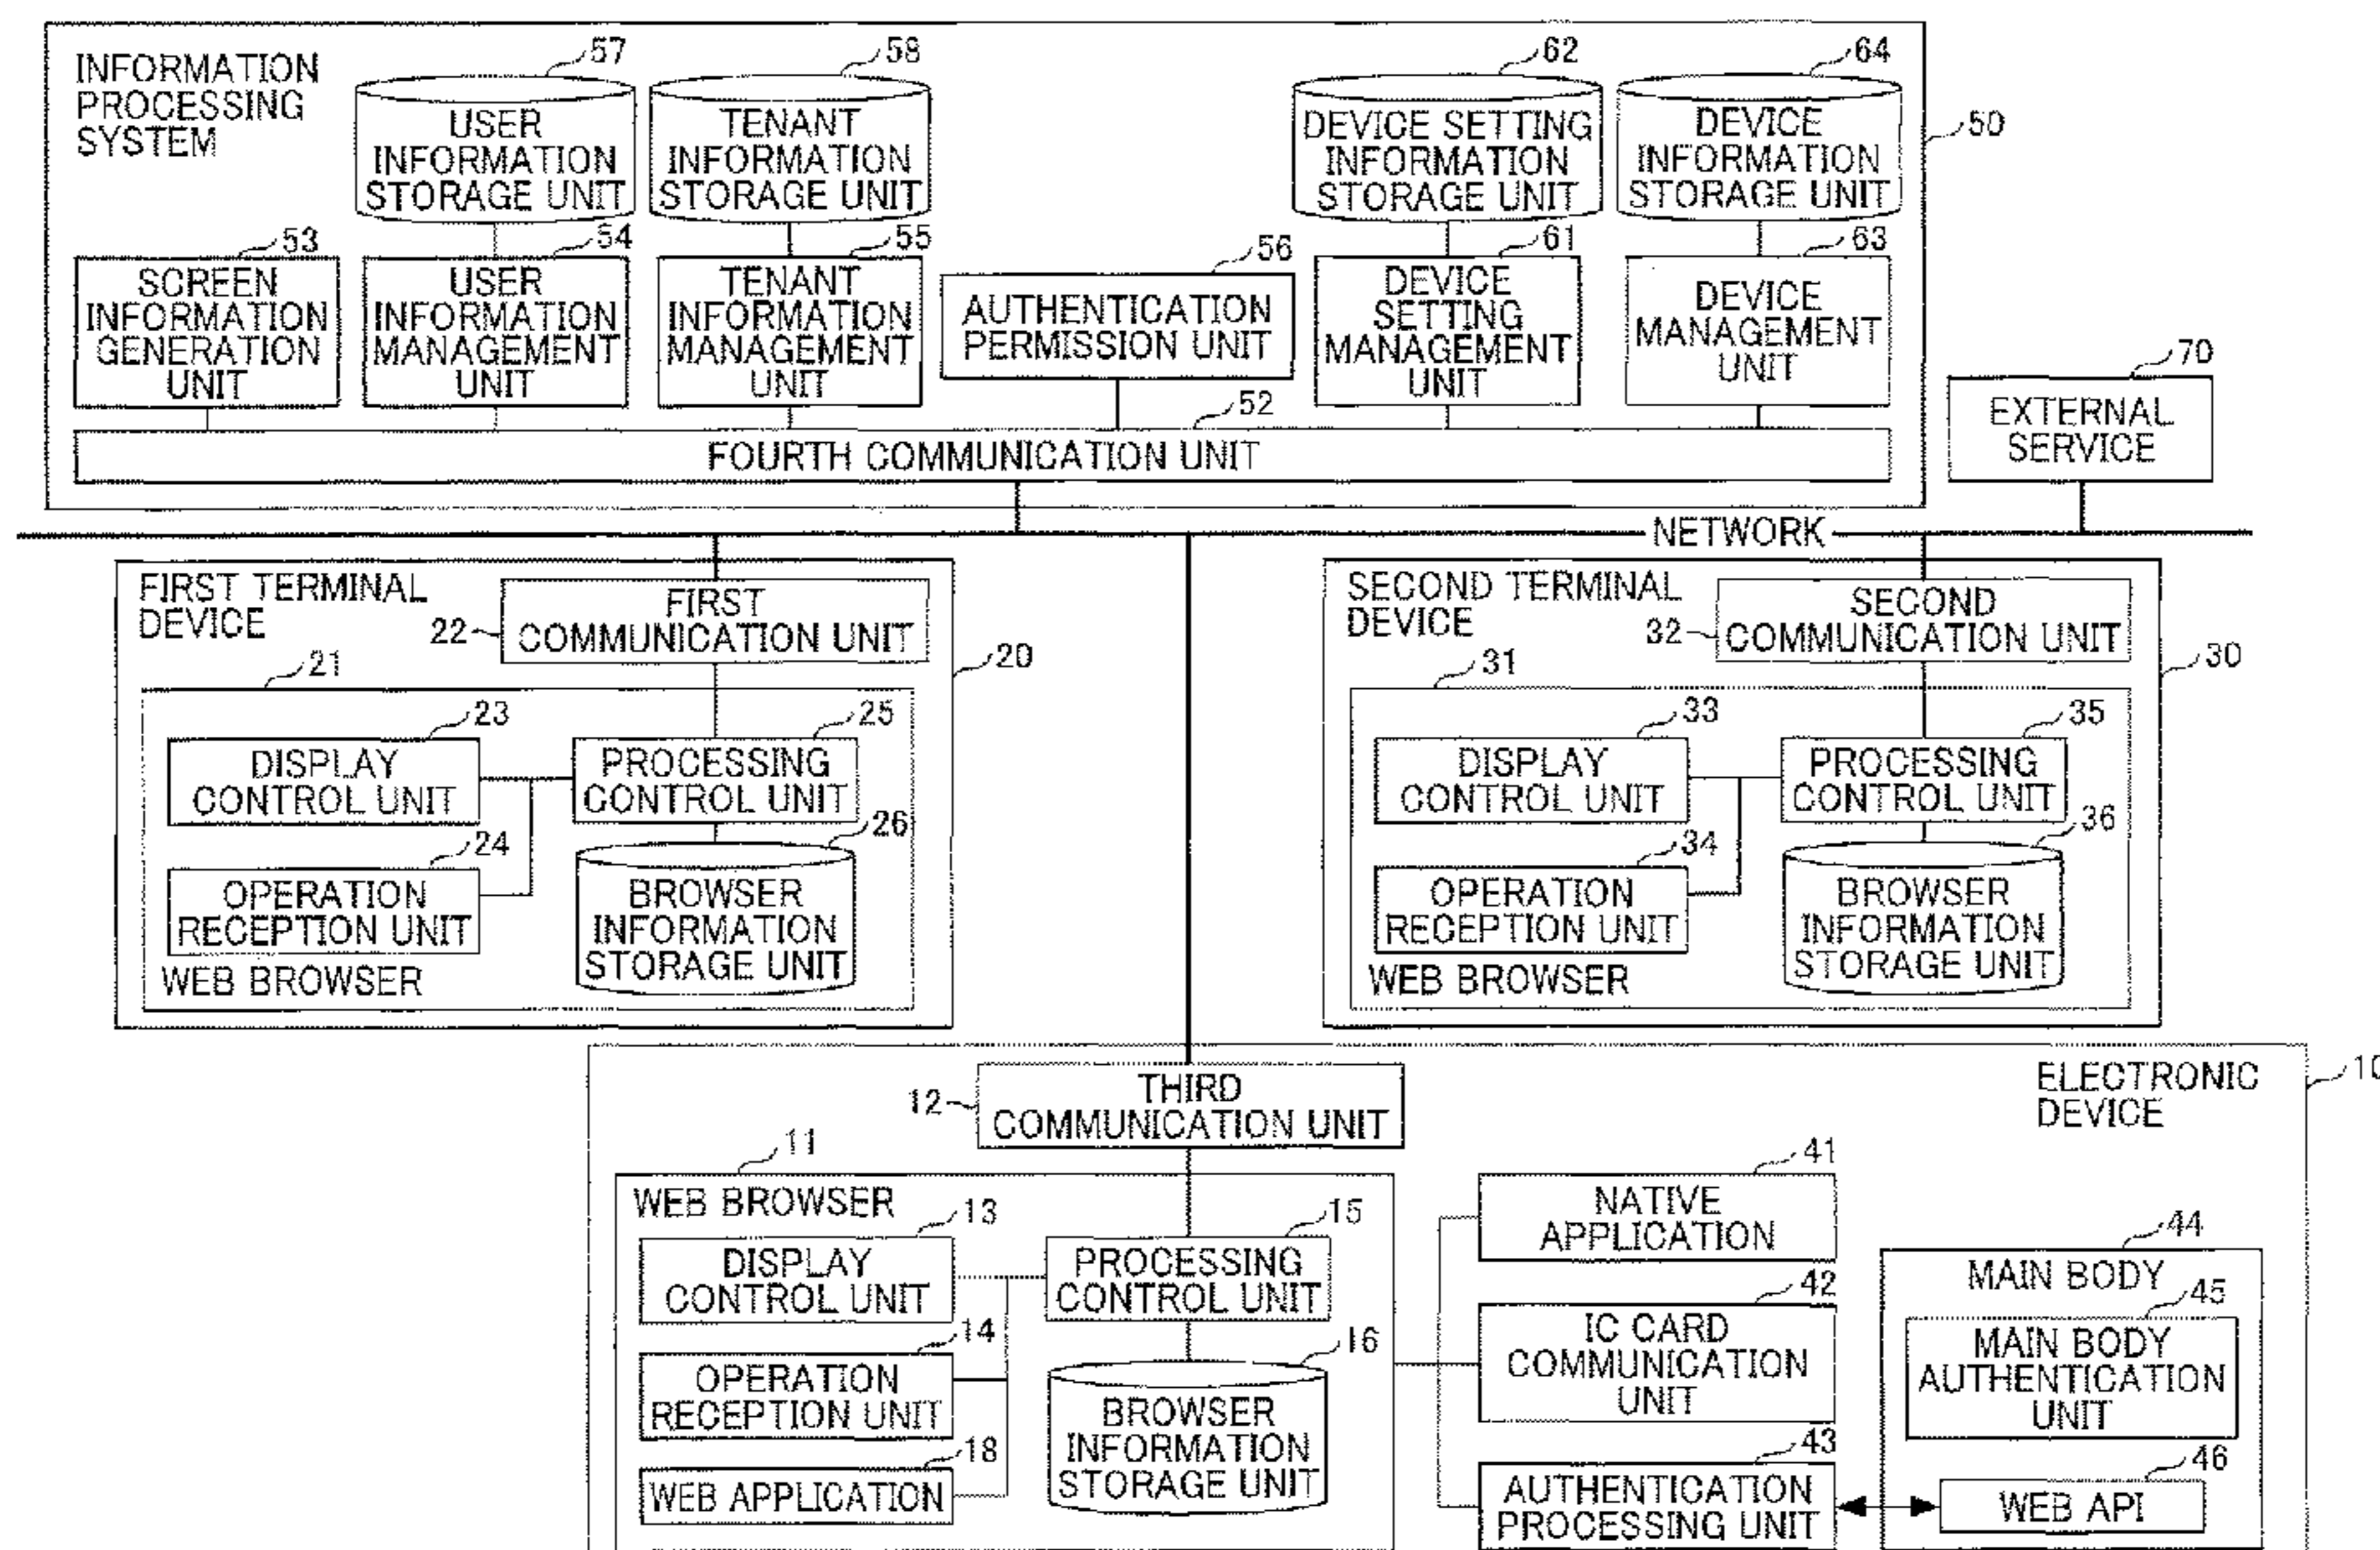 INFORMATION
PROCESSING
SYSTEM
57
USER
INFORMATION
STORAGE UNIT
58
TENANT
INFORMATION
STORAGE UNIT
62
DEVICE SETTING
INFORMATION
STORAGE UNIT
64
DEVICE
INFORMATION
STORAGE UNIT
50
53
SCREEN
INFORMATION
GENERATION
UNIT
54
USER
INFORMATION
MANAGEMENT
UNIT
55
TENANT
INFORMATION
MANAGEMENT
UNIT
56
AUTHENTICATION
PERMISSION UNIT
61
DEVICE
SETTING
MANAGEMENT
UNIT
63
DEVICE
MANAGEMENT
UNIT
52
FOURTH COMMUNICATION UNIT
70
EXTERNAL
SERVICE
NETWORK
FIRST TERMINAL
DEVICE
22
FIRST
COMMUNICATION UNIT
20
21
23
DISPLAY
CONTROL UNIT
25
PROCESSING
CONTROL UNIT
24
OPERATION
RECEPTION UNIT
26
BROWSER
INFORMATION
STORAGE UNIT
WEB BROWSER
SECOND TERMINAL
DEVICE
32
SECOND
COMMUNICATION UNIT
30
31
33
DISPLAY
CONTROL UNIT
35
PROCESSING
CONTROL UNIT
34
OPERATION
RECEPTION UNIT
36
BROWSER
INFORMATION
STORAGE UNIT
WEB BROWSER
ELECTRONIC
DEVICE
10
12
THIRD
COMMUNICATION UNIT
11
WEB BROWSER
13
DISPLAY
CONTROL UNIT
15
PROCESSING
CONTROL UNIT
14
OPERATION
RECEPTION UNIT
16
BROWSER
INFORMATION
STORAGE UNIT
18
WEB APPLICATION
41
NATIVE
APPLICATION
42
IC CARD
COMMUNICATION
UNIT
43
AUTHENTICATION
PROCESSING UNIT
44
MAIN BODY
45
MAIN BODY
AUTHENTICATION
UNIT
46
WEB API